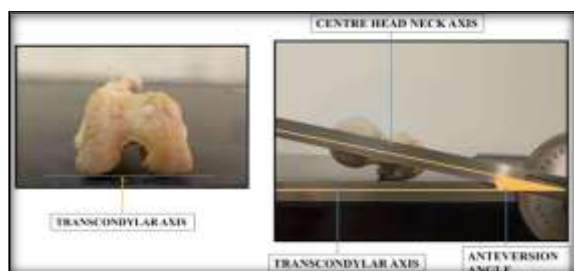 CENTRE HEAD NECK AXIS
TRANSCONDYLAR AXIS
TRANSCONDYLAR AXIS
ANTEVERSION
ANGLE